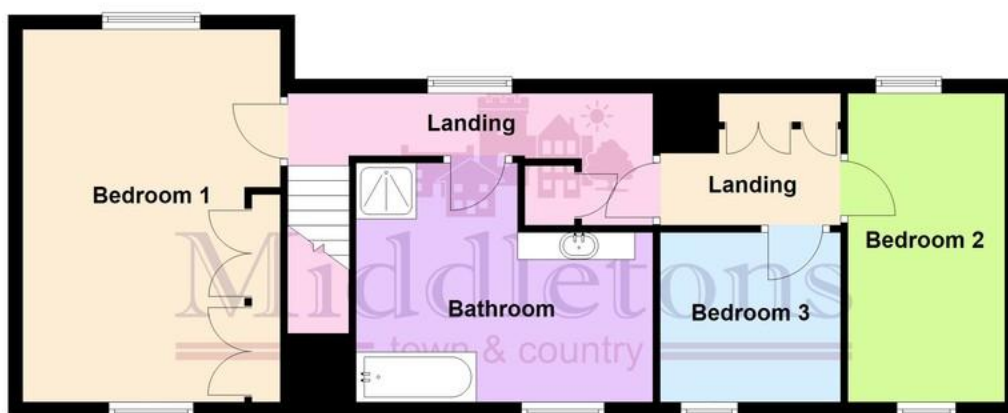 Landing
Bedroom 1
Landing
Bedroom 2
Bathroom
Bedroom 3
Middletons
town & country